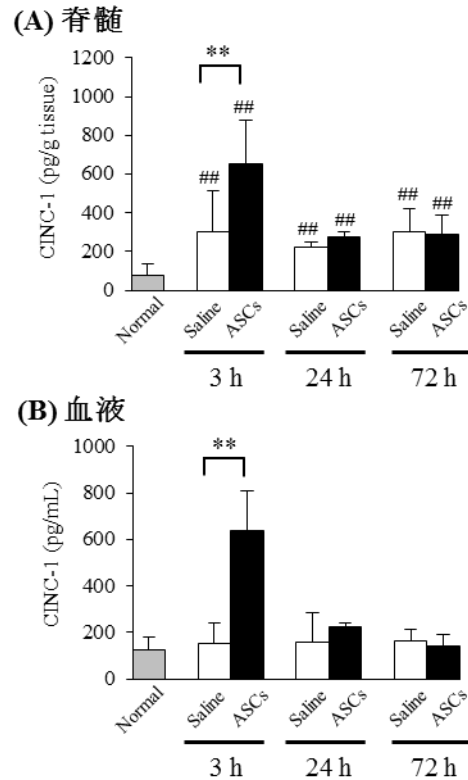 (A) 脊髄
CINC-1 (pg/g tissue)
1200
1000
800
600
400
200
0
**
##
##
##
##
##
##
Normal
Saline
ASCs
Saline
ASCs
Saline
ASCs
3 h
24 h
72 h
(B) 血液
CINC-1 (pg/mL)
1000
800
600
400
200
0
**
Normal
Saline
ASCs
Saline
ASCs
Saline
ASCs
3 h
24 h
72 h